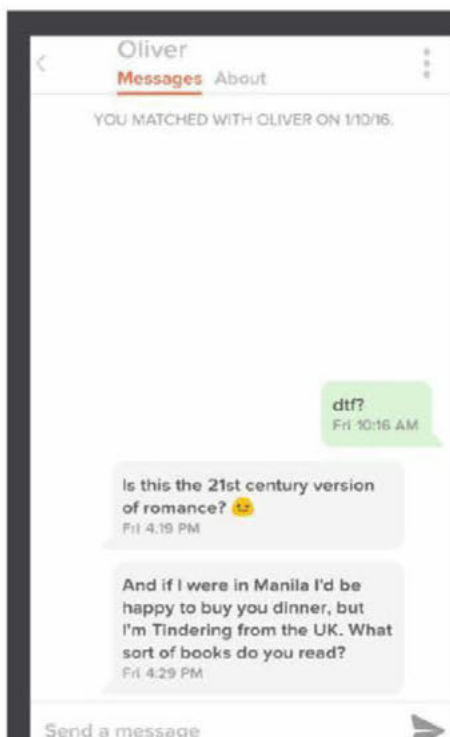 Oliver
Messages About
YOU MATCHED WITH OLIVER ON 1/10/16.
dtf?
Fri 10:16 AM
Is this the 21st century version
of romance? 😉
Fri 4:19 PM
And if I were in Manila I'd be
happy to buy you dinner, but
I'm Tindering from the UK. What
sort of books do you read?
Fri 4:29 PM
Send a message